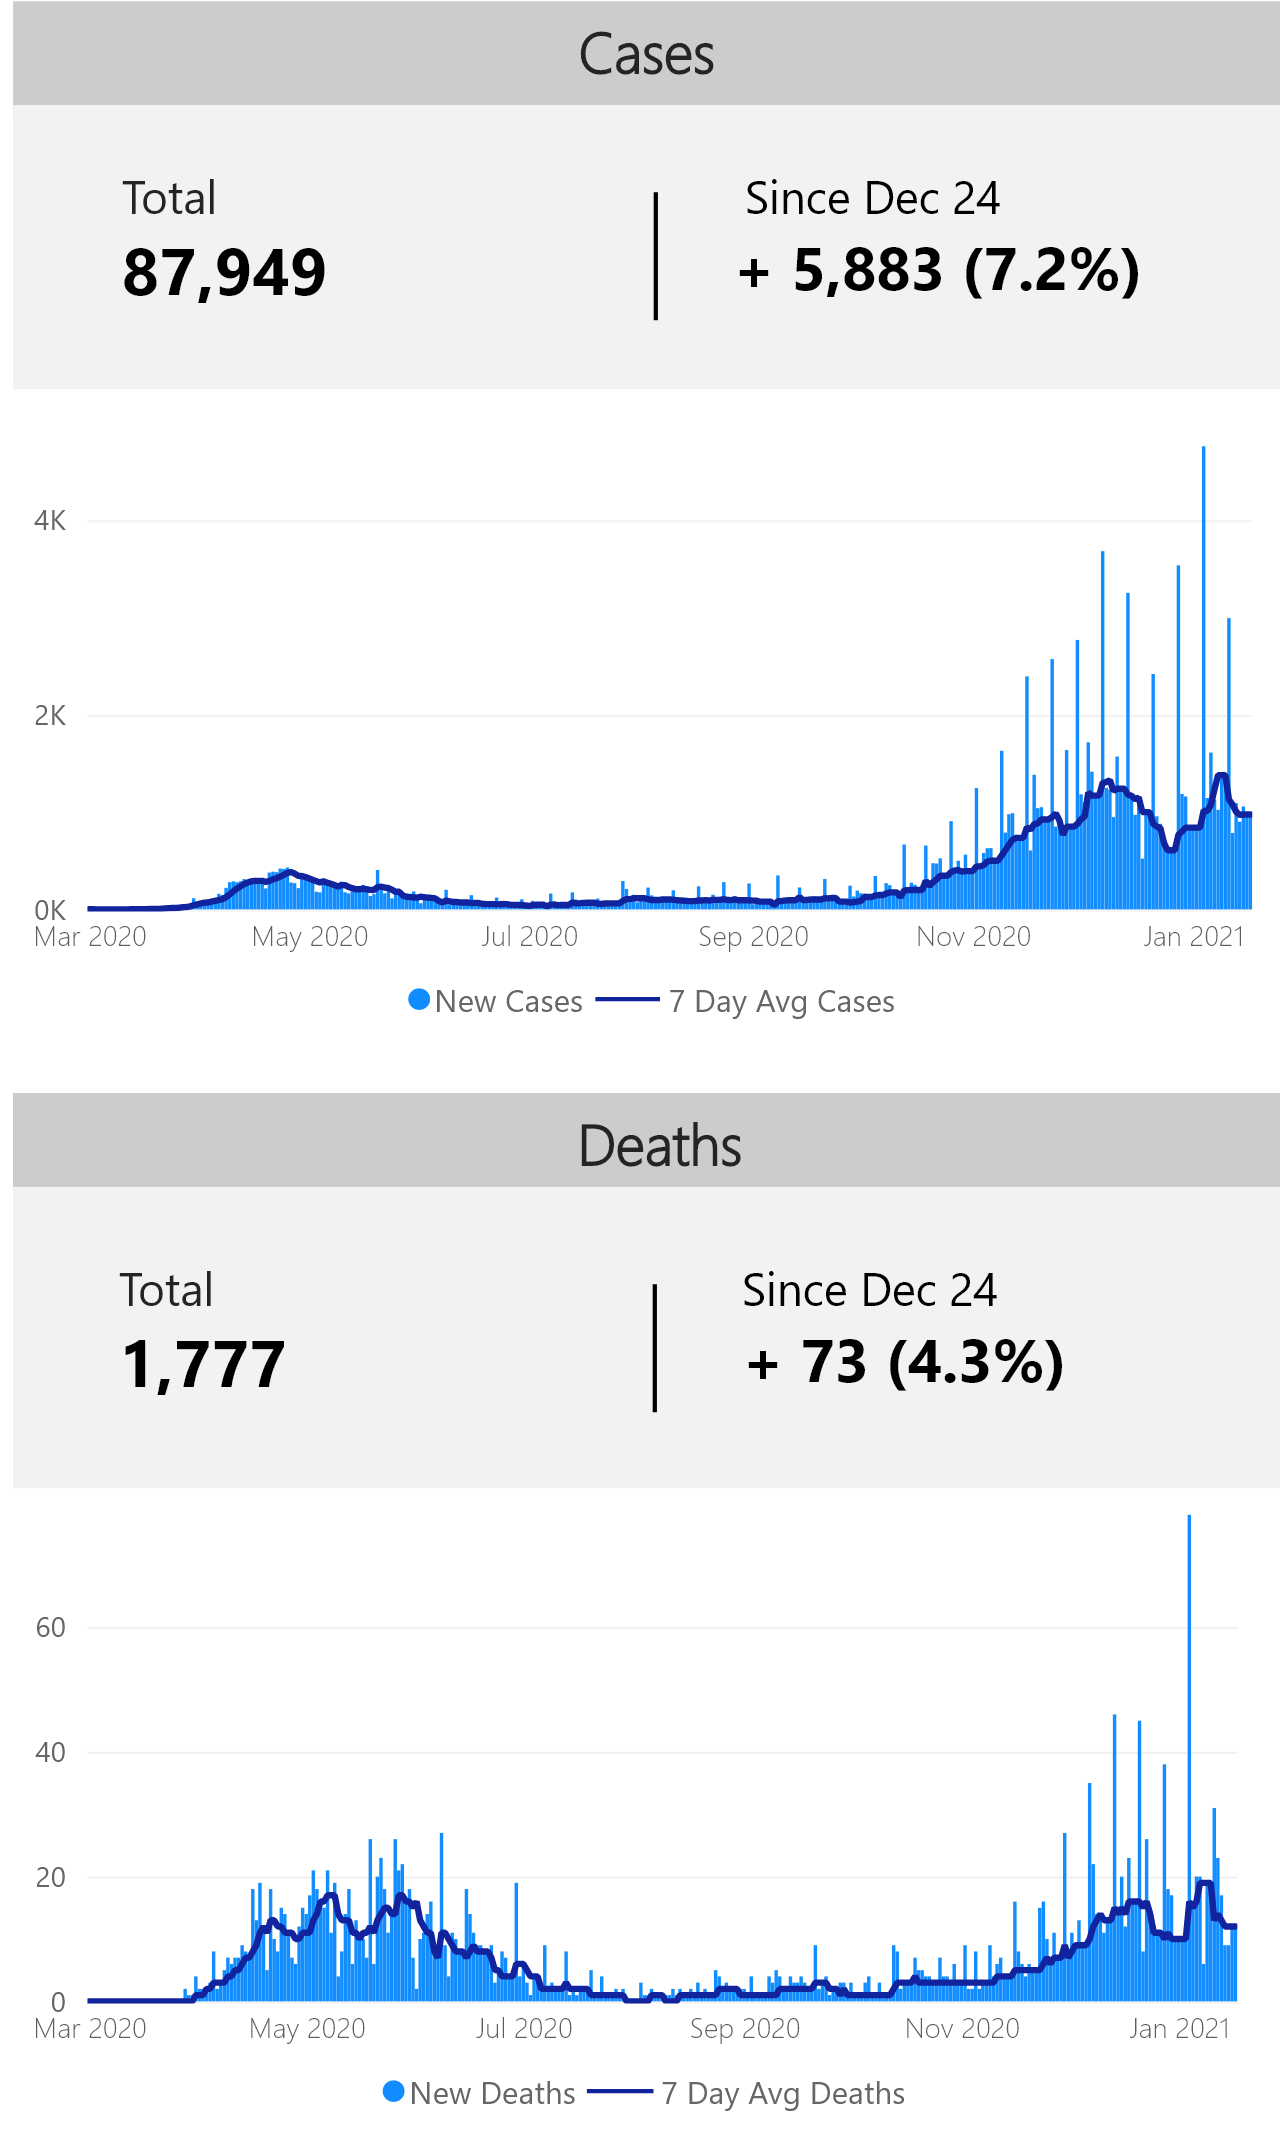 Cases
Total
Since Dec 24
87,949
+ 5,883 (7.2%)
4K
2K
0K
Mar 2020 May 2020 Jul 2020 Sep 2020 Nov 2020 Jan 2021
New Cases 7 Day Avg Cases
Deaths
Total
Since Dec 24
1,777
+ 73 (4.3%)
60
40
20
0
Mar 2020 May 2020 Jul 2020 Sep 2020 Nov 2020 Jan 2021
New Deaths 7 Day Avg Deaths